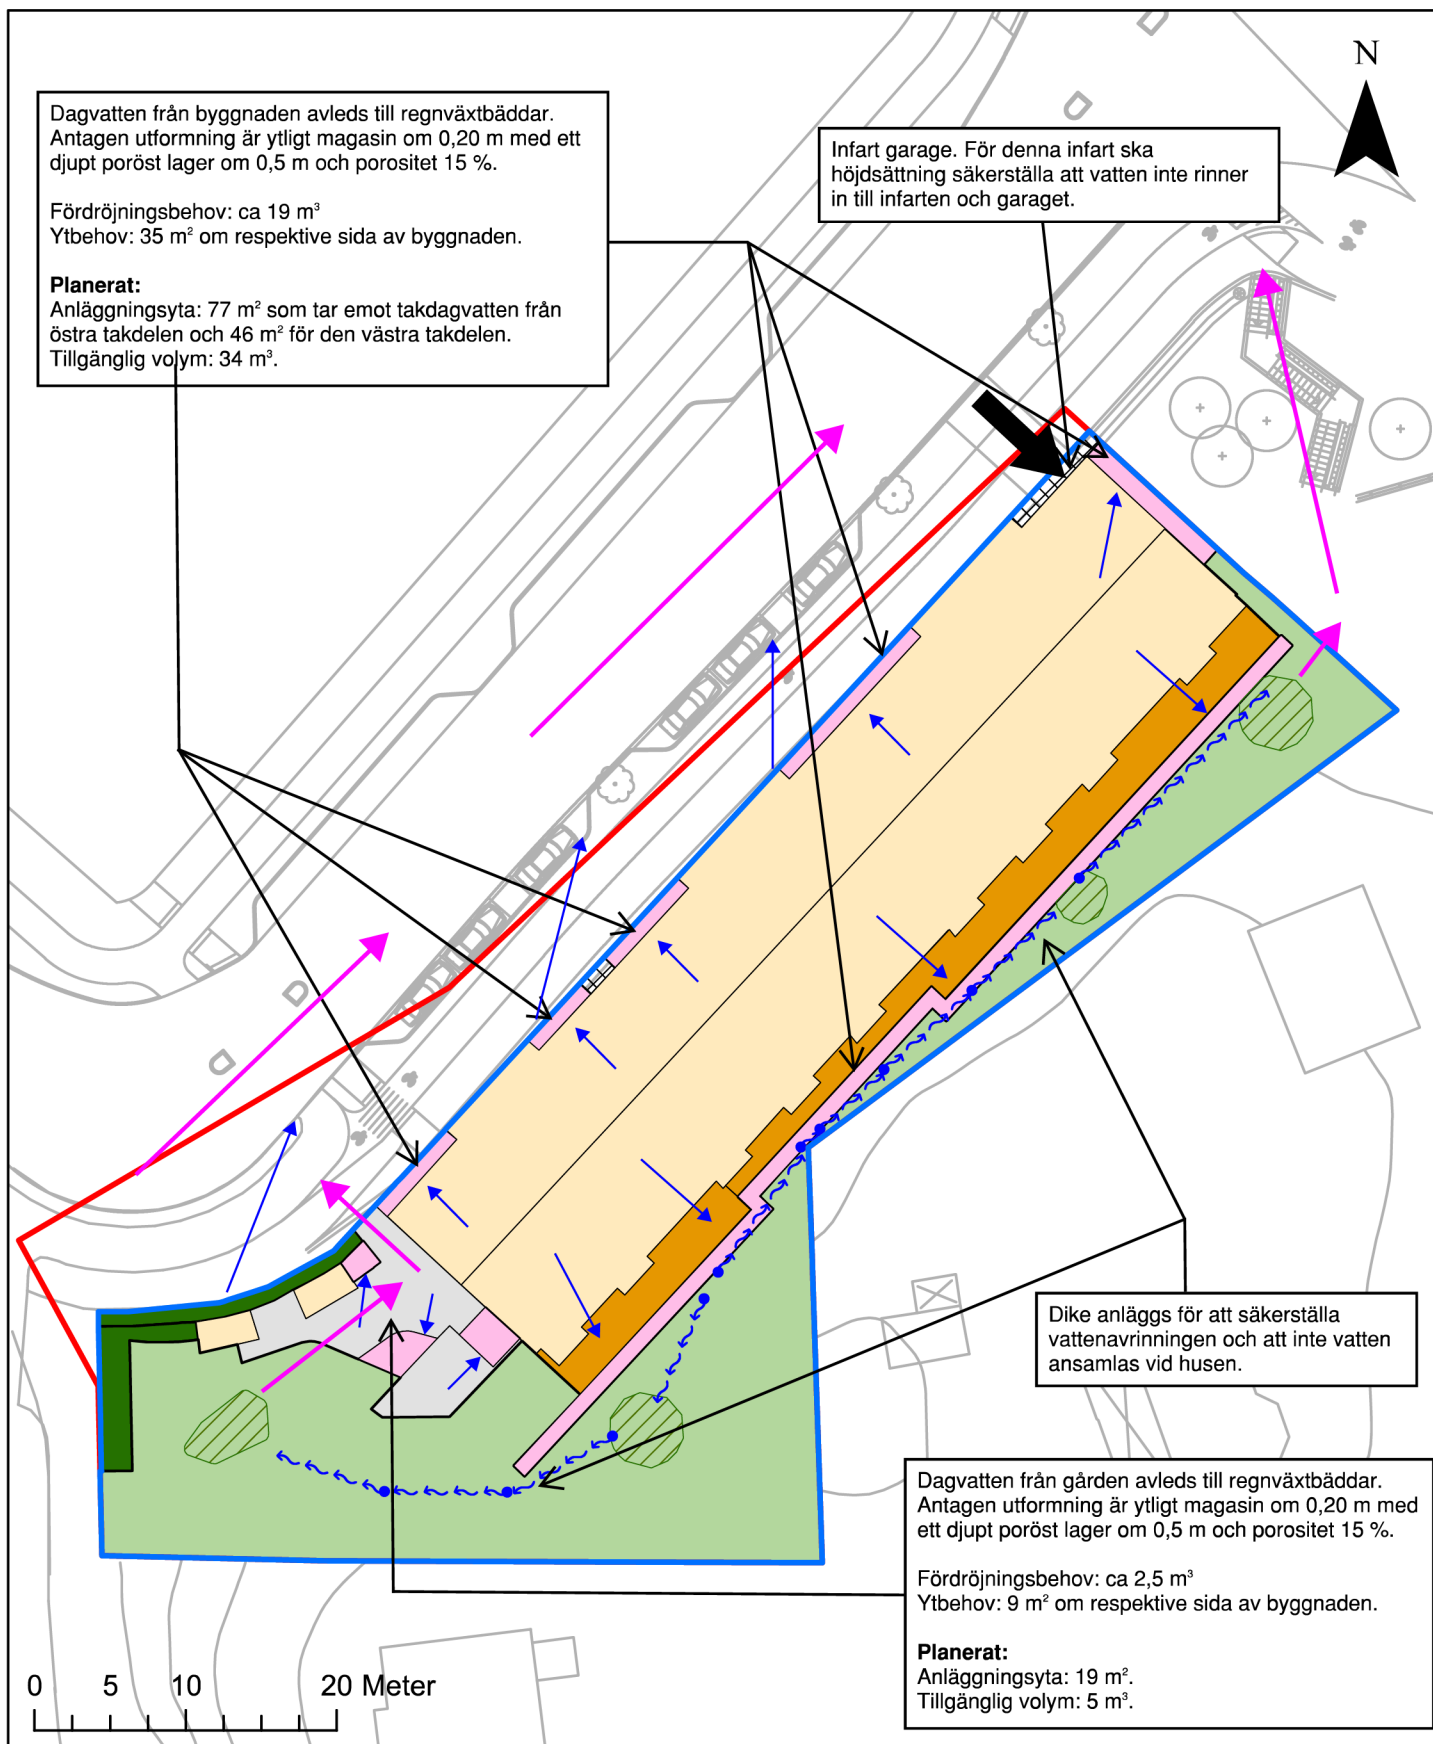 N
Dagvatten från byggnaden avleds till regnväxtbäddar.
Antagen utformning är ytligt magasin om 0,20 m med ett
djupt poröst lager om 0,5 m och porositet 15 %.
Fördröjningsbehov: ca 19 m³
Ytbehov: 35 m² om respektive sida av byggnaden.
Planerat:
Anläggningsyta: 77 m² som tar emot takdagvatten från
östra takdelen och 46 m² för den västra takdelen.
Tillgänglig volym: 34 m³.
Infart garage. För denna infart ska
höjdsättning säkerställa att vatten inte rinner
in till infarten och garaget.
Dike anläggs för att säkerställa
vattenavrinningen och att inte vatten
ansamlas vid husen.
Dagvatten från gården avleds till regnväxtbäddar.
Antagen utformning är ytligt magasin om 0,20 m med
ett djupt poröst lager om 0,5 m och porositet 15 %.
Fördröjningsbehov: ca 2,5 m³
Ytbehov: 9 m² om respektive sida av byggnaden.
Planerat:
Anläggningsyta: 19 m².
Tillgänglig volym: 5 m³.
0 5 10 20 Meter